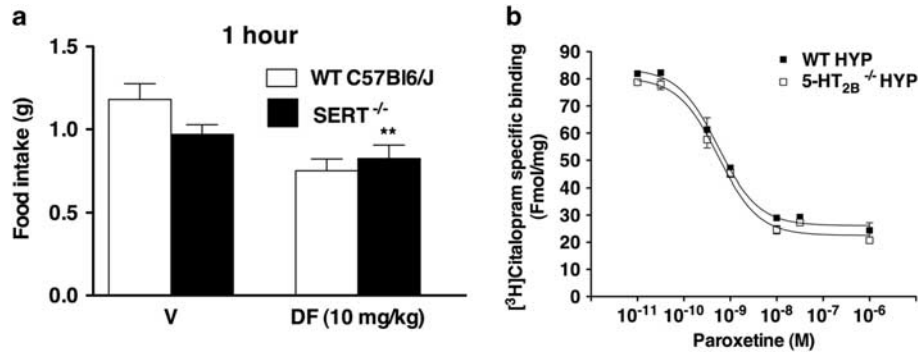 a
1 hour
1.5
1.0
0.5
0.0
Food intake (g)
WT C57Bl6/J
SERT-/-
**
V
DF (10 mg/kg)
b
90
80
70
60
50
40
30
20
10
0
[3H]Citalopram specific binding
(Fmol/mg)
WT HYP
5-HT2B-/- HYP
10-11 10-10 10-9 10-8 10-7 10-6
Paroxetine (M)